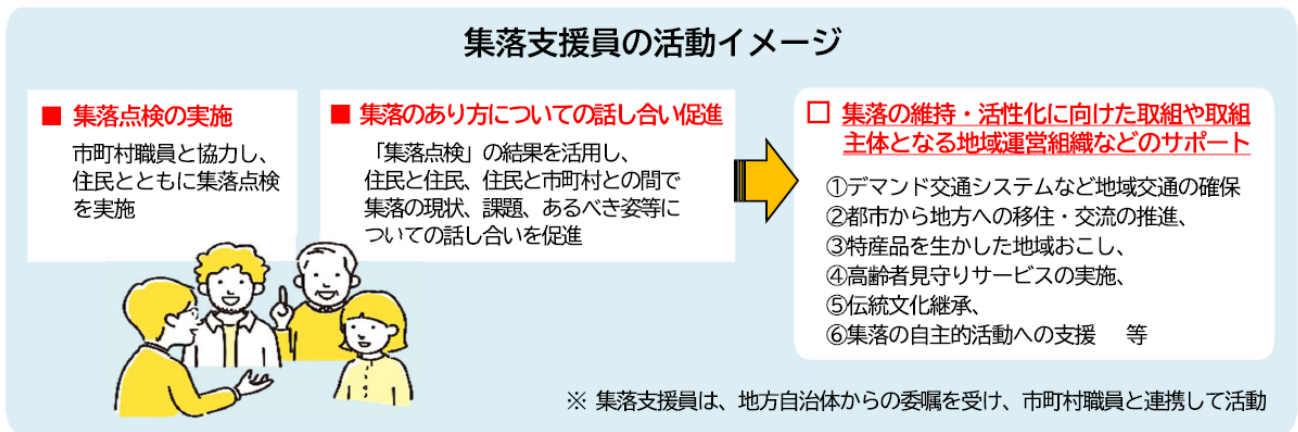 集落支援員の活動イメージ
■ 集落点検の実施
市町村職員と協力し、
住民とともに集落点検
を実施
■ 集落のあり方についての話し合い促進
「集落点検」の結果を活用し、
住民と住民、住民と市町村との間で
集落の現状、課題、あるべき姿等に
ついての話し合いを促進
□ 集落の維持・活性化に向けた取組や取組
主体となる地域運営組織などのサポート
①デマンド交通システムなど地域交通の確保
②都市から地方への移住・交流の推進、
③特産品を生かした地域おこし、
④高齢者見守りサービスの実施、
⑤伝統文化継承、
⑥集落の自主的活動への支援 等
※ 集落支援員は、地方自治体からの委嘱を受け、市町村職員と連携して活動